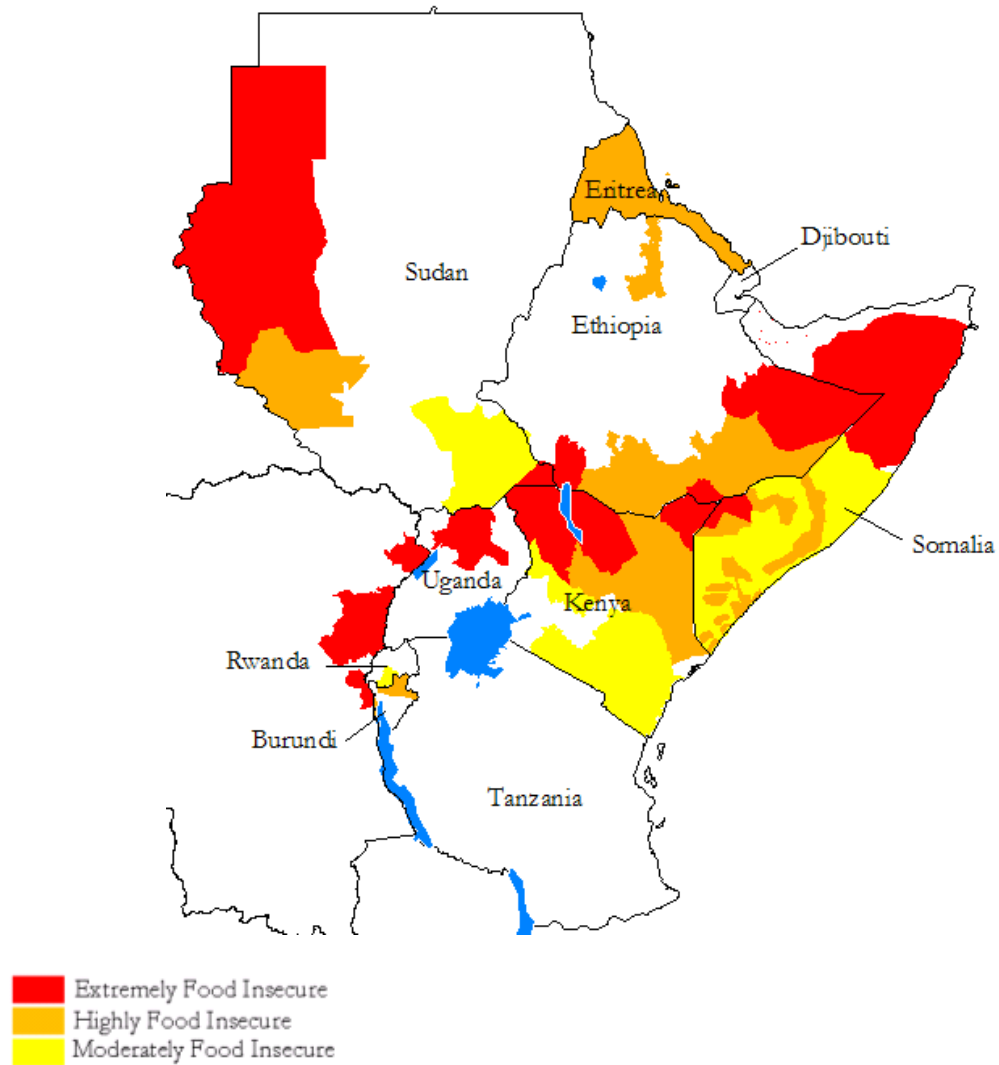 Eritrea
Djibouti
Sudan
Ethiopia
Somalia
Uganda
Kenya
Rwanda
Burundi
Tanzania
Extremely Food Insecure
Highly Food Insecure
Moderately Food Insecure